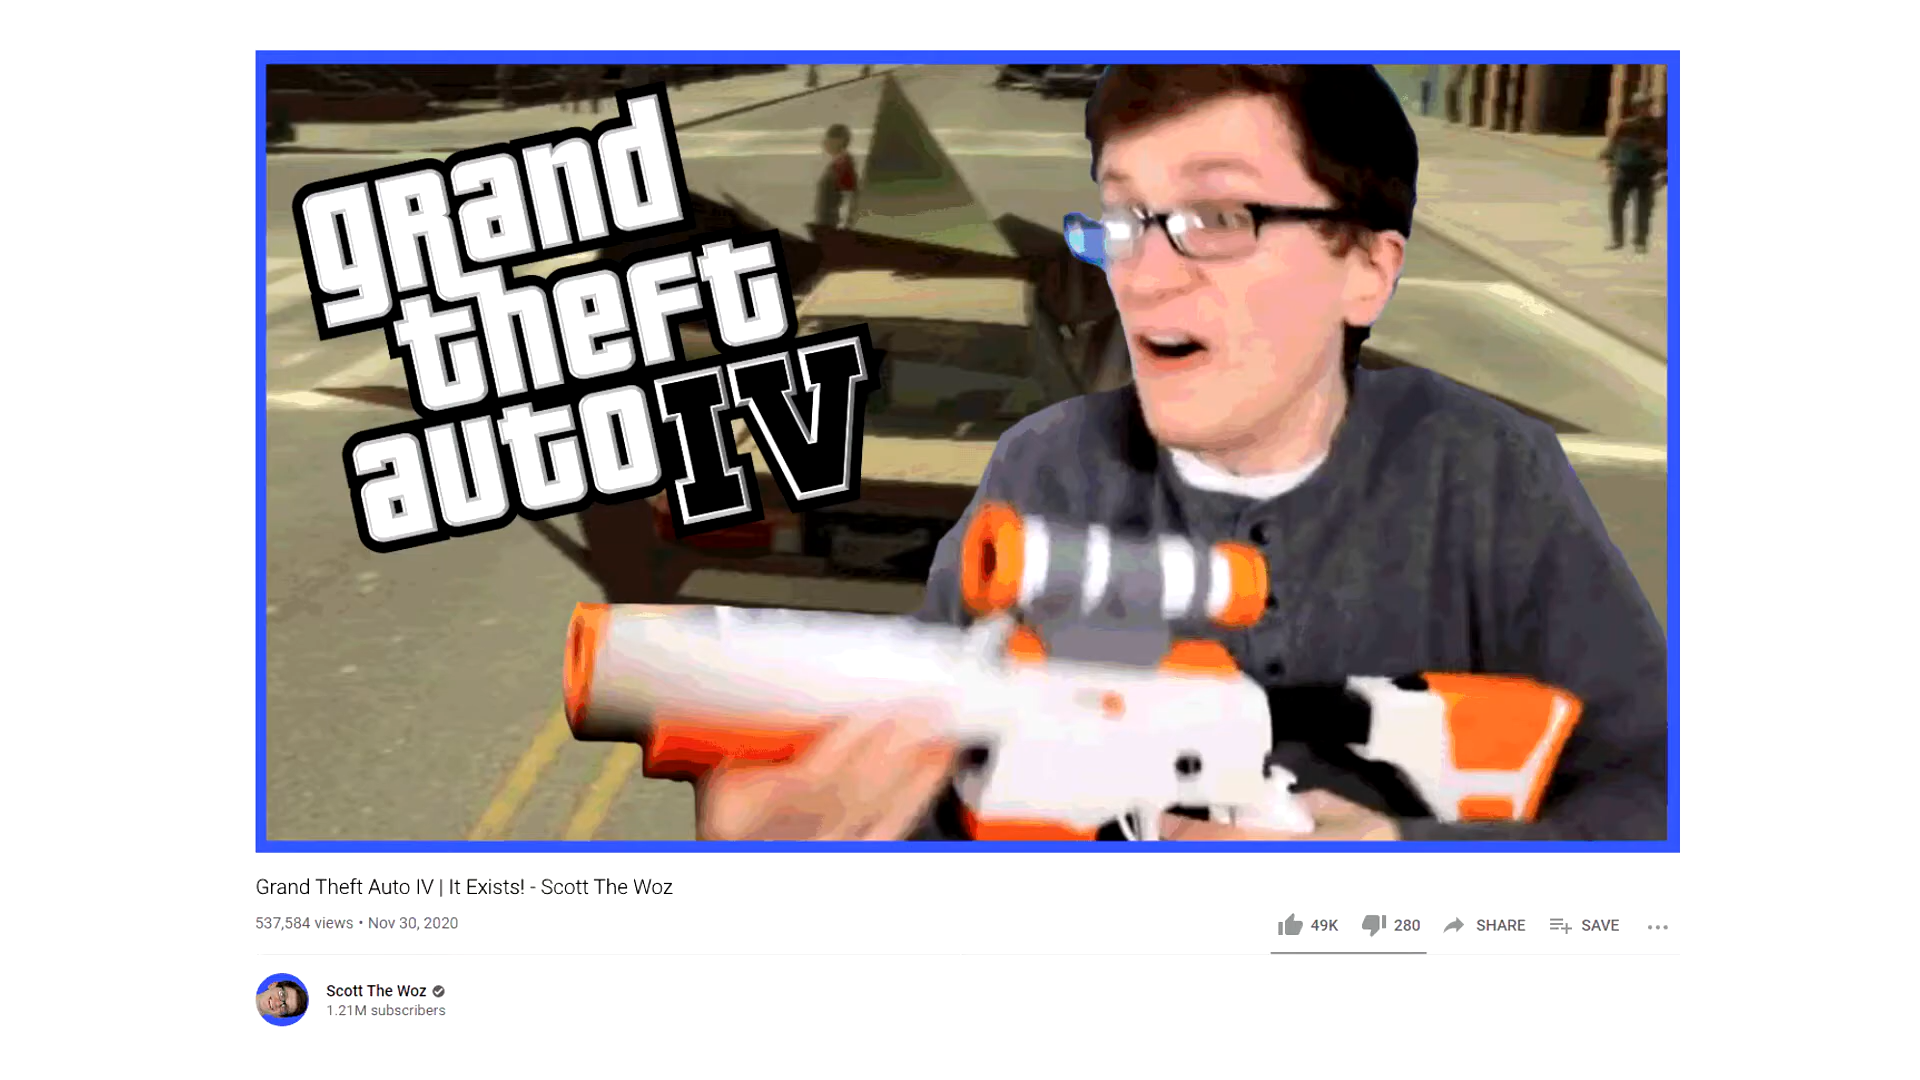 grand
theft
auto IV
Grand Theft Auto IV | It Exists! - Scott The Woz
537,584 views • Nov 30, 2020
49K 280 SHARE SAVE ...
Scott The Woz
1.21M subscribers